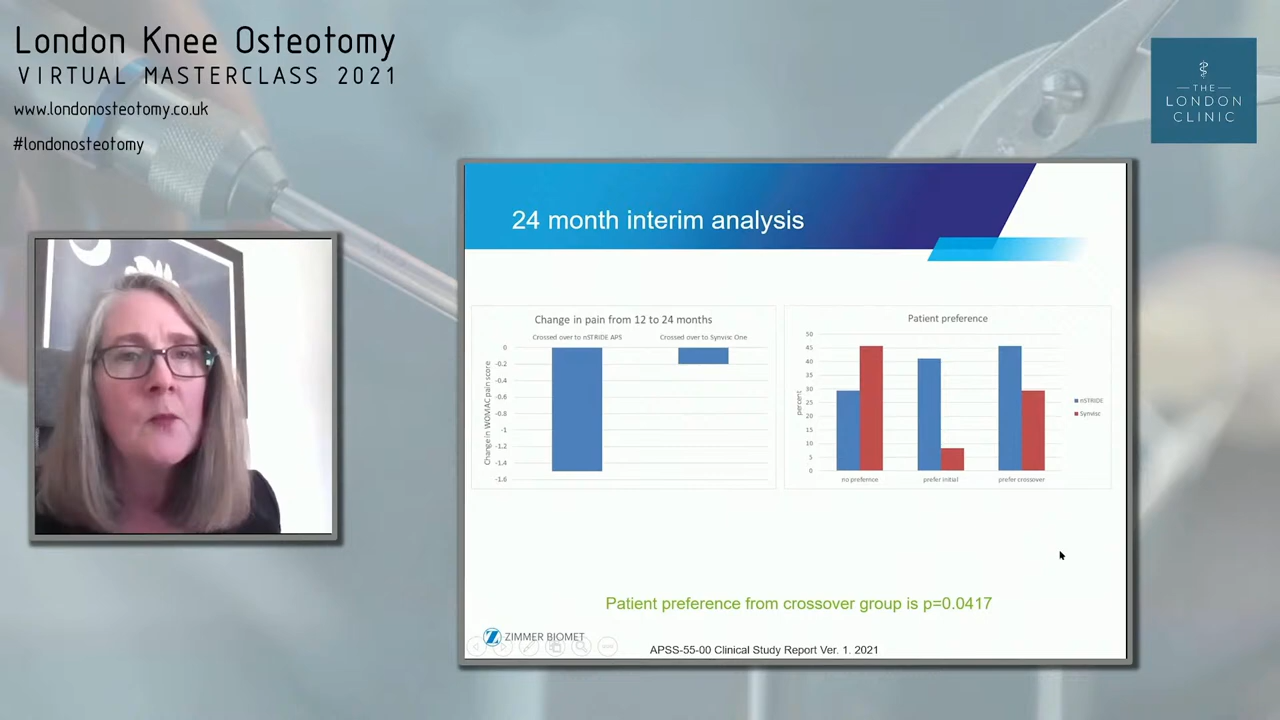 London Knee Osteotomy
VIRTUAL MASTERCLASS 2021
www.londonosteotomy.co.uk
#londonosteotomy
THE
LONDON
CLINIC
24 month interim analysis
Change in pain from 12 to 24 months
Crossed over to nSTRIDE APS
Crossed over to Synvisc One
Change in WOMAC pain score
0
-0.2
-0.4
-0.6
-0.8
-1
-1.2
-1.4
-1.6
Patient preference
percent
50
45
40
35
30
25
20
15
10
5
0
no prefernce
prefer initial
prefer crossover
nSTRIDE
Synvisc
Patient preference from crossover group is p=0.0417
ZIMMER BIOMET
APSS-55-00 Clinical Study Report Ver. 1. 2021